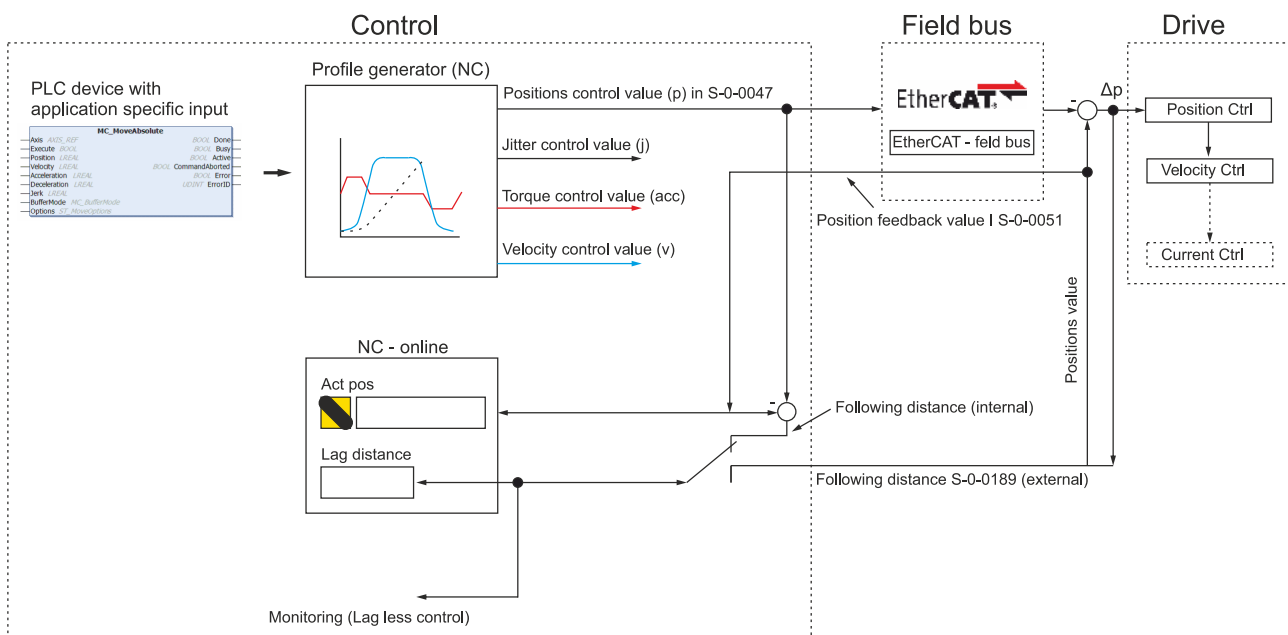 Control
Field bus
Drive
PLC device with
application specific input
MC_MoveAbsolute
Axis AXIS_REF
BOOL Done
Execute BOOL
BOOL Busy
Position LREAL
BOOL Active
Velocity LREAL
BOOL CommandAborted
Acceleration LREAL
BOOL Error
Deceleration LREAL
UDINT ErrorID
Jerk LREAL
BufferMode MC_BufferMode
Options ST_MoveOptions
Profile generator (NC)
Positions control value (p) in S-0-0047
Jitter control value (j)
Torque control value (acc)
Velocity control value (v)
EtherCAT®
EtherCAT - feld bus
-
Δp
Position Ctrl
Velocity Ctrl
Current Ctrl
Position feedback value I S-0-0051
Positions value
NC - online
Act pos
Lag distance
-
Following distance (internal)
Following distance S-0-0189 (external)
Monitoring (Lag less control)